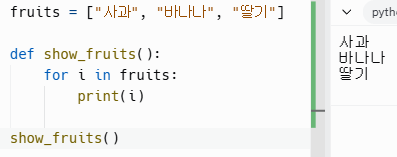 fruits = ["사과", "바나나", "딸기"]
def show_fruits():
    for i in fruits:
        print(i)
show_fruits()
pytho
사과
바나나
딸기